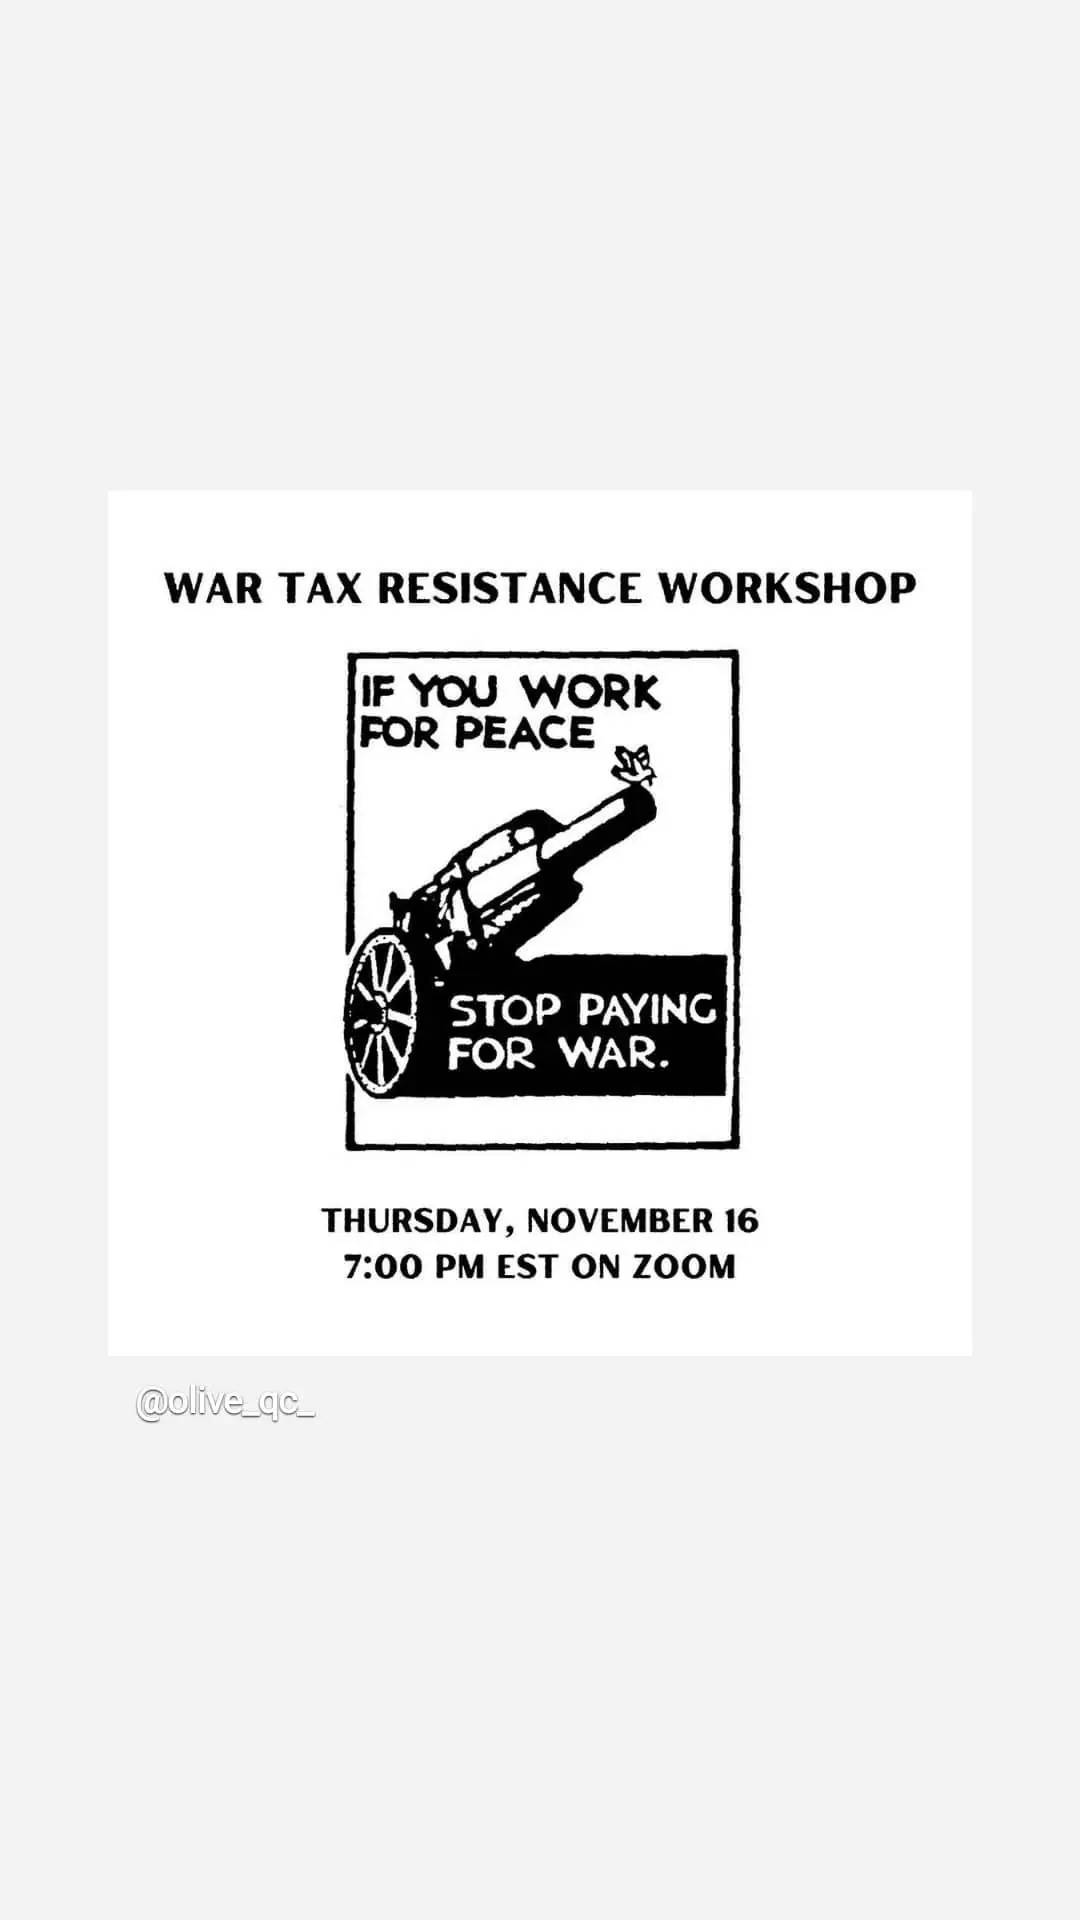 WAR TAX RESISTANCE WORKSHOP
IF YOU WORK
FOR PEACE
STOP PAYING
FOR WAR.
THURSDAY, NOVEMBER 16
7:00 PM EST ON ZOOM
@olive_qc_